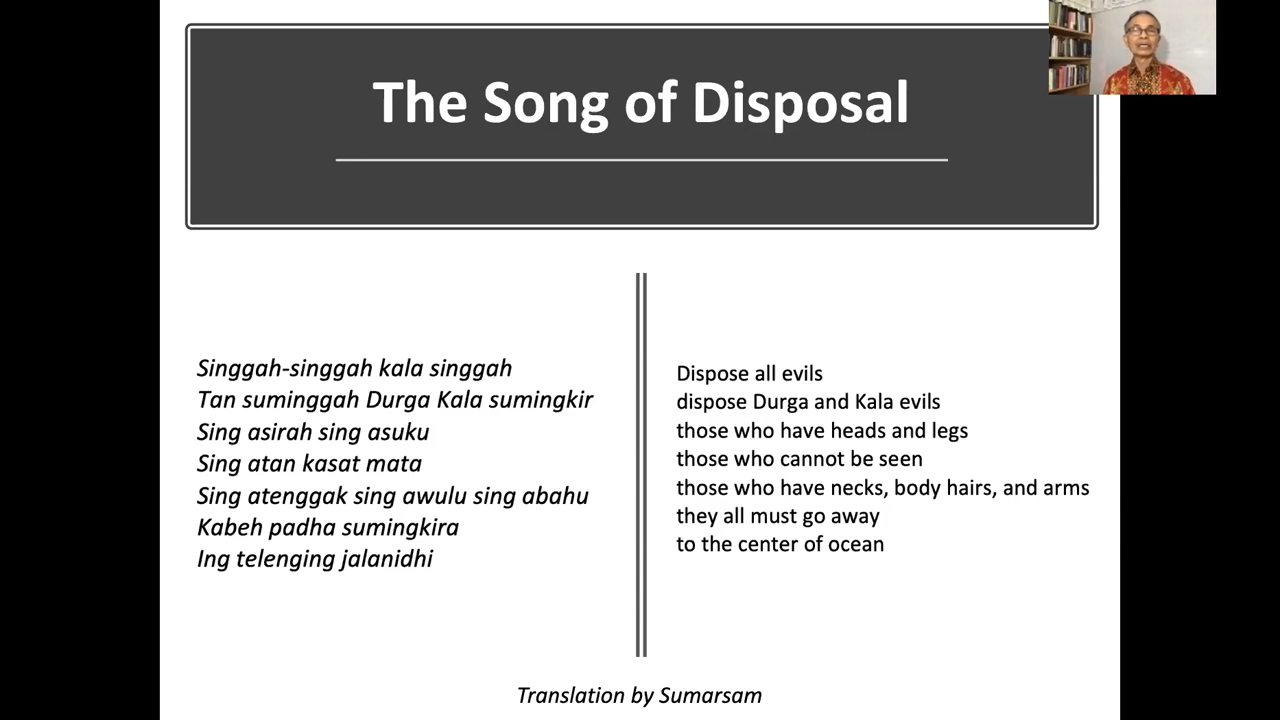 The Song of Disposal
Singgah-singgah kala singgah
Tan suminggah Durga Kala sumingkir
Sing asirah sing asuku
Sing atan kasat mata
Sing atenggak sing awulu sing abahu
Kabeh padha sumingkira
Ing telenging jalanidhi
Dispose all evils
dispose Durga and Kala evils
those who have heads and legs
those who cannot be seen
those who have necks, body hairs, and arms
they all must go away
to the center of ocean
Translation by Sumarsam